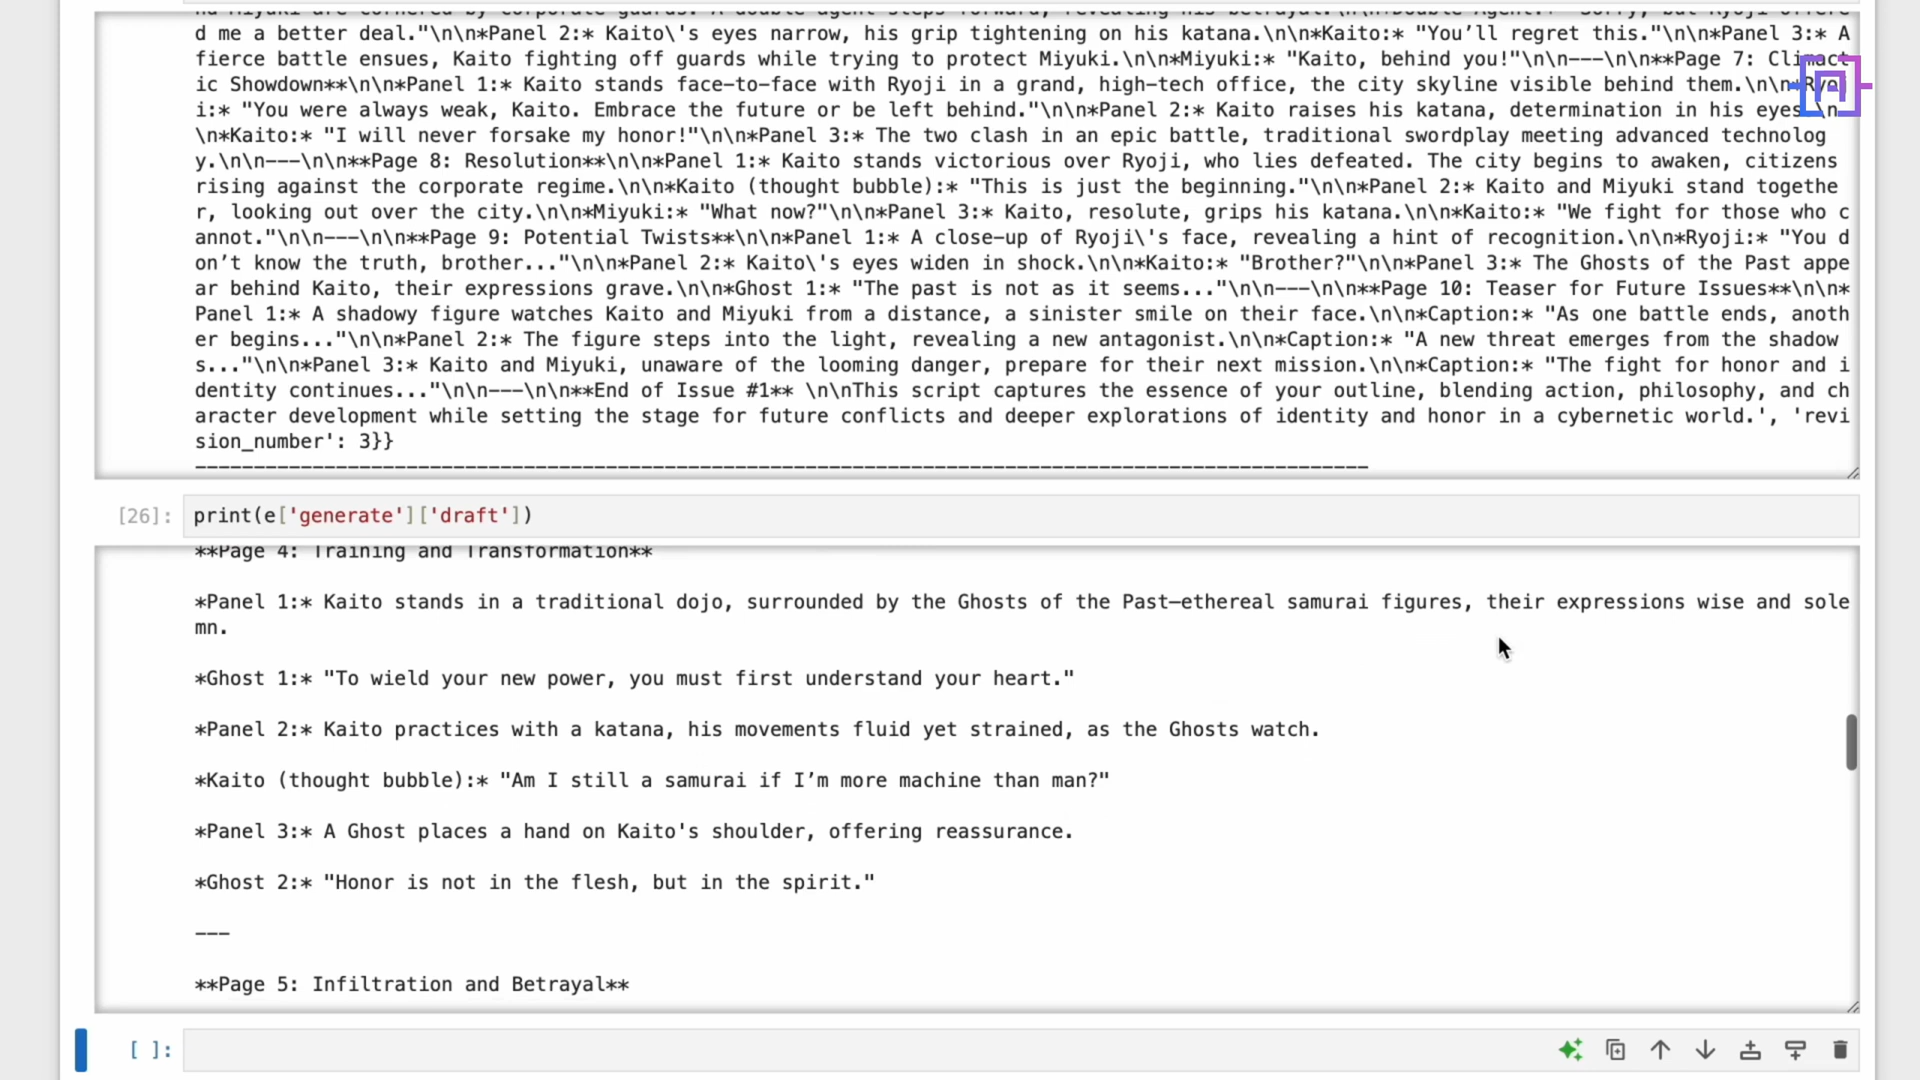 d me a better deal."\n\n*Panel 2:* Kaito\'s eyes narrow, his grip tightening on his katana.\n\n*Kaito:* "You’ll regret this."\n\n*Panel 3:* A
fierce battle ensues, Kaito fighting off guards while trying to protect Miyuki.\n\n*Miyuki:* "Kaito, behind you!"\n\n---\n\n**Page 7: Climact
ic Showdown**\n\n*Panel 1:* Kaito stands face-to-face with Ryoji in a grand, high-tech office, the city skyline visible behind them.\n\n*Ryoj
i:* "You were always weak, Kaito. Embrace the future or be left behind."\n\n*Panel 2:* Kaito raises his katana, determination in his eyes.\n
\n*Kaito:* "I will never forsake my honor!"\n\n*Panel 3:* The two clash in an epic battle, traditional swordplay meeting advanced technolog
y.\n\n---\n\n**Page 8: Resolution**\n\n*Panel 1:* Kaito stands victorious over Ryoji, who lies defeated. The city begins to awaken, citizens
rising against the corporate regime.\n\n*Kaito (thought bubble):* "This is just the beginning."\n\n*Panel 2:* Kaito and Miyuki stand togethe
r, looking out over the city.\n\n*Miyuki:* "What now?"\n\n*Panel 3:* Kaito, resolute, grips his katana.\n\n*Kaito:* "We fight for those who c
annot."\n\n---\n\n**Page 9: Potential Twists**\n\n*Panel 1:* A close-up of Ryoji\'s face, revealing a hint of recognition.\n\n*Ryoji:* "You d
on’t know the truth, brother..."\n\n*Panel 2:* Kaito\'s eyes widen in shock.\n\n*Kaito:* "Brother?"\n\n*Panel 3:* The Ghosts of the Past appe
ar behind Kaito, their expressions grave.\n\n*Ghost 1:* "The past is not as it seems..."\n\n---\n\n**Page 10: Teaser for Future Issues**\n\n*
Panel 1:* A shadowy figure watches Kaito and Miyuki from a distance, a sinister smile on their face.\n\n*Caption:* "As one battle ends, anoth
er begins..."\n\n*Panel 2:* The figure steps into the light, revealing a new antagonist.\n\n*Caption:* "A new threat emerges from the shadow
s..."\n\n*Panel 3:* Kaito and Miyuki, unaware of the looming danger, prepare for their next mission.\n\n*Caption:* "The fight for honor and i
dentity continues..."\n\n---\n\n**End of Issue #1** \n\nThis script captures the essence of your outline, blending action, philosophy, and ch
aracter development while setting the stage for future conflicts and deeper explorations of identity and honor in a cybernetic world.', 'revi
sion_number': 3}}
----------------------------------------------------------------------------------------------------
[26]: print(e['generate']['draft'])
**Page 4: Training and Transformation**
*Panel 1:* Kaito stands in a traditional dojo, surrounded by the Ghosts of the Past—ethereal samurai figures, their expressions wise and sole
mn.
*Ghost 1:* "To wield your new power, you must first understand your heart."
*Panel 2:* Kaito practices with a katana, his movements fluid yet strained, as the Ghosts watch.
*Kaito (thought bubble):* "Am I still a samurai if I’m more machine than man?"
*Panel 3:* A Ghost places a hand on Kaito's shoulder, offering reassurance.
*Ghost 2:* "Honor is not in the flesh, but in the spirit."
---
**Page 5: Infiltration and Betrayal**
[ ]: